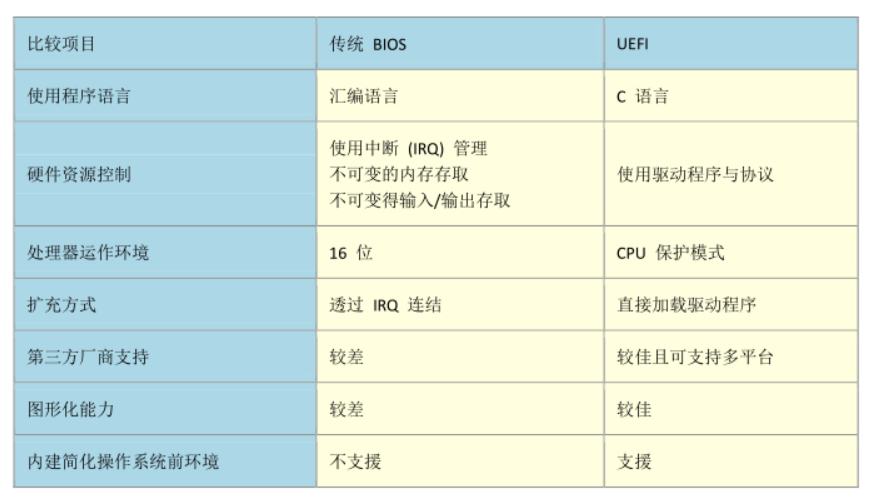 比较项目 传统 BIOS UEFI
使用程序语言 汇编语言 C 语言
使用中断 (IRQ) 管理
硬件资源控制 不可变的内存存取 使用驱动程序与协议
不可变得输入/输出存取
处理器运作环境 16 位 CPU 保护模式
扩充方式 透过 IRQ 连结 直接加载驱动程序
第三方厂商支持 较差 较佳且可支持多平台
图形化能力 较差 较佳
内建简化操作系统前环境 不支援 支援